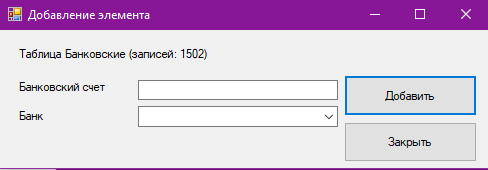 Добавление элемента
Таблица Банковские (записей: 1502)
Банковский счет
Добавить
Банк
Закрыть